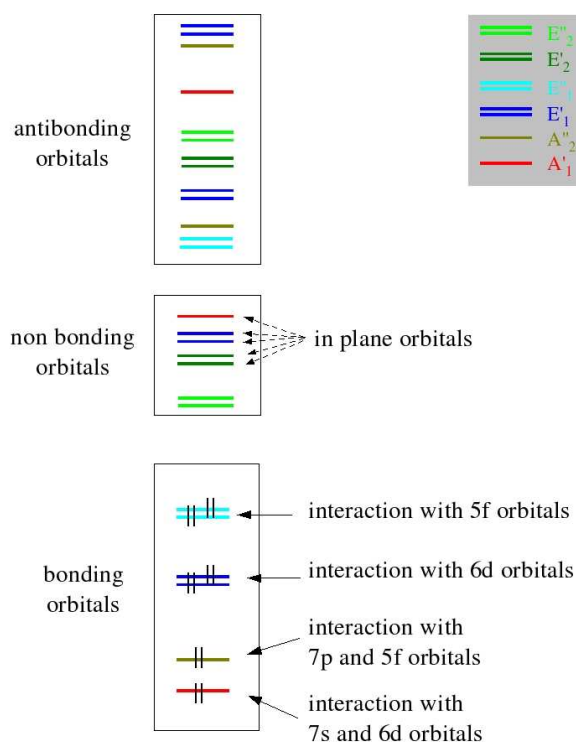 antibonding
orbitals
E"2
E'2
E"1
E'1
A"2
A'1
non bonding
orbitals
in plane orbitals
bonding
orbitals
interaction with 5f orbitals
interaction with 6d orbitals
interaction with
7p and 5f orbitals
interaction with
7s and 6d orbitals